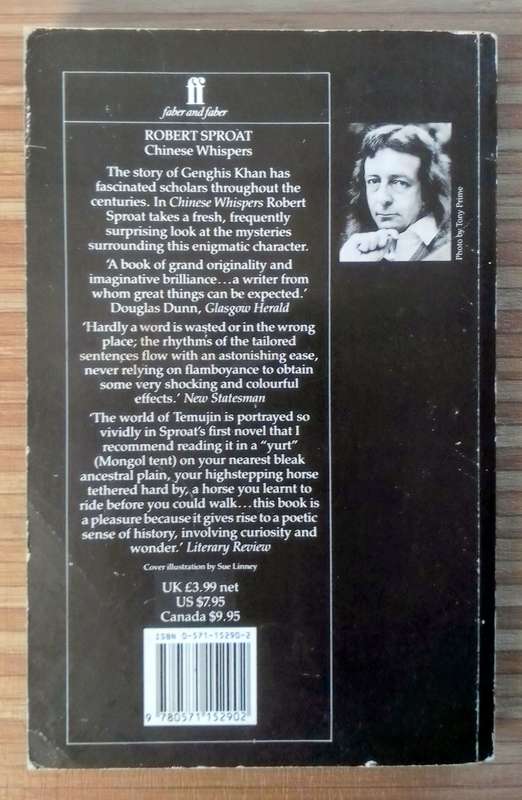 ff
faber and faber
ROBERT SPROAT
Chinese Whispers
The story of Genghis Khan has
fascinated scholars throughout the
centuries. In Chinese Whispers Robert
Sproat takes a fresh, frequently
surprising look at the mysteries
surrounding this enigmatic character.
‘A book of grand originality and
imaginative brilliance...a writer from
whom great things can be expected.’
Douglas Dunn, Glasgow Herald
‘Hardly a word is wasted or in the wrong
place; the rhythms of the tailored
sentences flow with an astonishing ease,
never relying on flamboyance to obtain
some very shocking and colourful
effects.’ New Statesman
‘The world of Temujin is portrayed so
vividly in Sproat's first novel that I
recommend reading it in a “yurt”
(Mongol tent) on your nearest bleak
ancestral plain, your highstepping horse
tethered hard by, a horse you learnt to
ride before you could walk...this book is
a pleasure because it gives rise to a poetic
sense of history, involving curiosity and
wonder.’ Literary Review
Cover illustration by Sue Linney
UK £3.99 net
US $7.95
Canada $9.95
ISBN 0-571-15290-2
9 780571 152902
Photo by Tony Prime